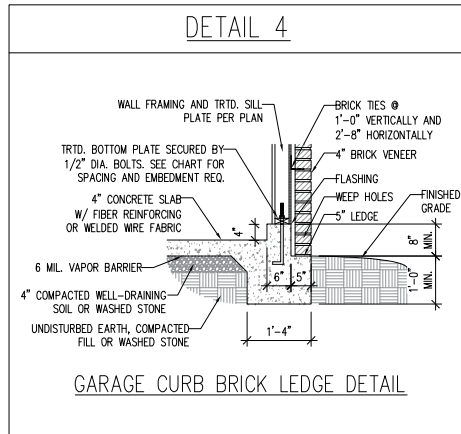 DETAIL 4
WALL FRAMING AND TRTD. SILL
PLATE PER PLAN
TRTD. BOTTOM PLATE SECURED BY
1/2" DIA. BOLTS. SEE CHART FOR
SPACING AND EMBEDMENT REQ.
4" CONCRETE SLAB
W/ FIBER REINFORCING
OR WELDED WIRE FABRIC
6 MIL. VAPOR BARRIER
4" COMPACTED WELL-DRAINING
SOIL OR WASHED STONE
UNDISTURBED EARTH, COMPACTED
FILL OR WASHED STONE
BRICK TIES @
1'-0" VERTICALLY AND
2'-8" HORIZONTALLY
4" BRICK VENEER
FLASHING
WEEP HOLES
5" LEDGE
FINISHED
GRADE
4"
8"
MIN.
6"
5"
1'-0"
MIN.
1'-4"
GARAGE CURB BRICK LEDGE DETAIL